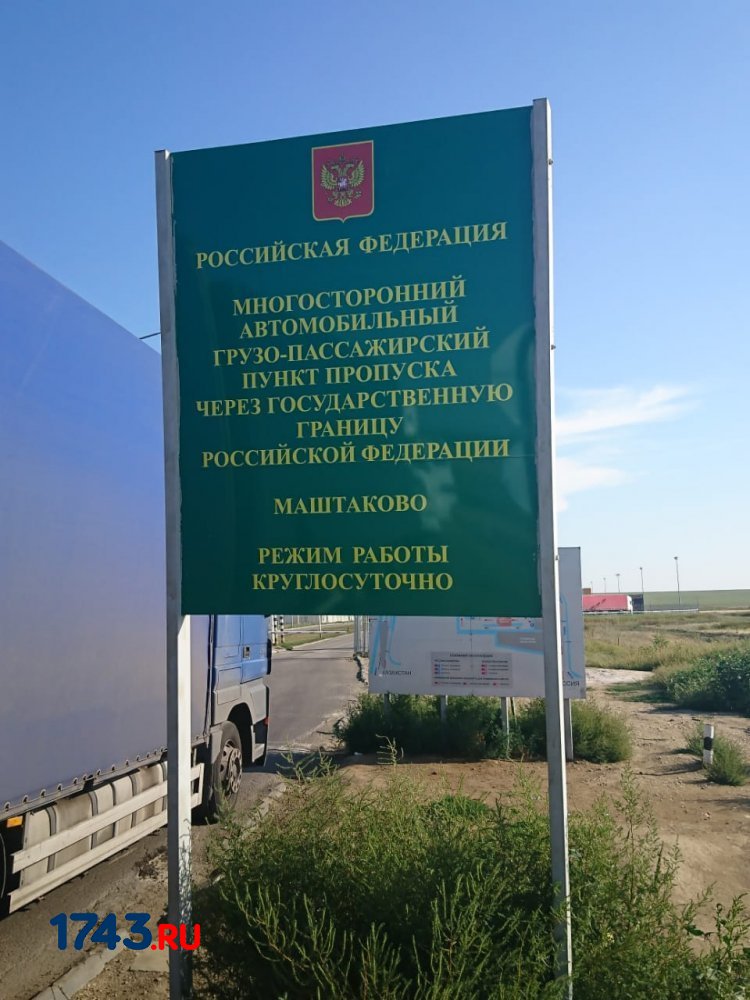 РОССИЙСКАЯ ФЕДЕРАЦИЯ
МНОГОСТОРОННИЙ
АВТОМОБИЛЬНЫЙ
ГРУЗО-ПАССАЖИРСКИЙ
ПУНКТ ПРОПУСКА
ЧЕРЕЗ ГОСУДАРСТВЕННУЮ
ГРАНИЦУ
РОССИЙСКОЙ ФЕДЕРАЦИИ
МАШТАКОВО
РЕЖИМ РАБОТЫ
КРУГЛОСУТОЧНО
1743.RU